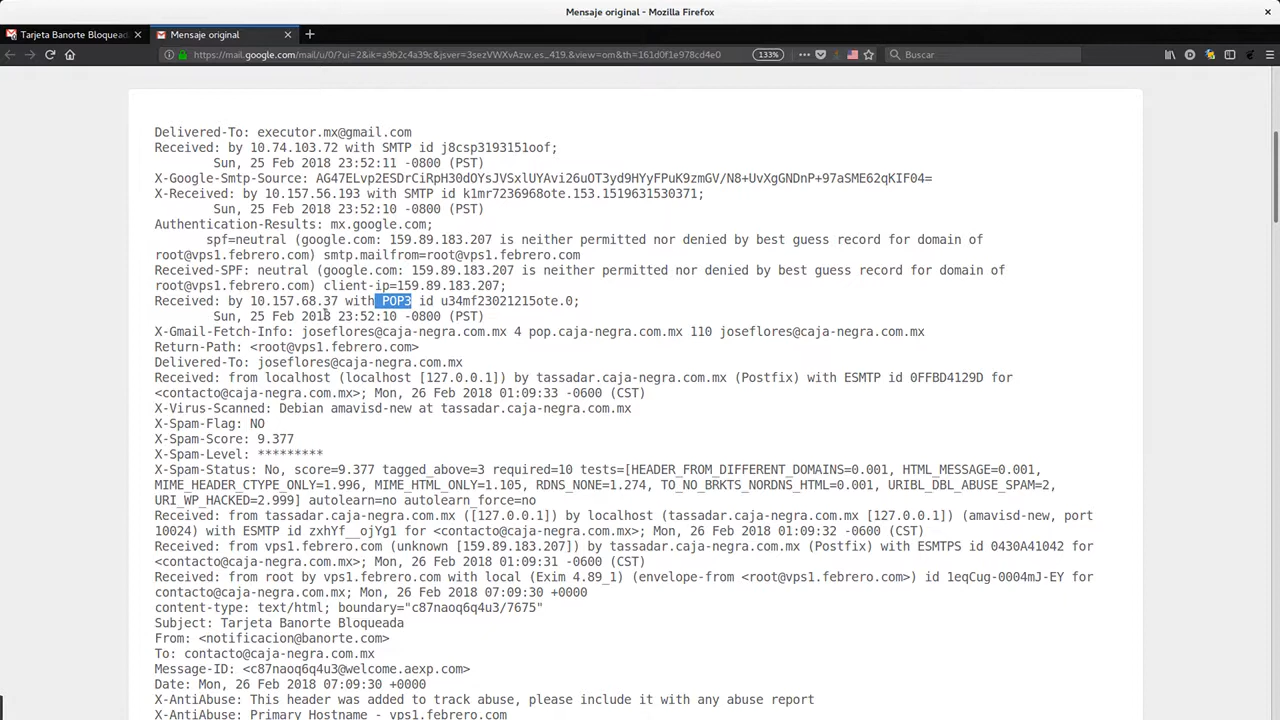 Mensaje original - Mozilla Firefox
Tarjeta Banorte Bloquead
Mensaje original
https://mail.google.com/mail/u/0/?ui=2&ik=a9b2c4a39c&jsver=3sezVWXvAzw.es_419.&view=om&th=161d0f1e978cd4e0
133%
Buscar
Delivered-To: executor.mx@gmail.com
Received: by 10.74.103.72 with SMTP id j8csp3193151oof;
Sun, 25 Feb 2018 23:52:11 -0800 (PST)
X-Google-Smtp-Source: AG47ELvp2ESDrCiRpH30dOYsJVSxlUYAvi26uOT3yd9HYyFPuK9zmGV/N8+UvXgGNDnP+97aSME62qKIF04=
X-Received: by 10.157.56.193 with SMTP id k1mr7236968ote.153.1519631530371;
Sun, 25 Feb 2018 23:52:10 -0800 (PST)
Authentication-Results: mx.google.com;
spf=neutral (google.com: 159.89.183.207 is neither permitted nor denied by best guess record for domain of
root@vps1.febrero.com) smtp.mailfrom=root@vps1.febrero.com
Received-SPF: neutral (google.com: 159.89.183.207 is neither permitted nor denied by best guess record for domain of
root@vps1.febrero.com) client-ip=159.89.183.207;
Received: by 10.157.68.37 with POP3 id u34mf23021215ote.0;
Sun, 25 Feb 2018 23:52:10 -0800 (PST)
X-Gmail-Fetch-Info: joseflores@caja-negra.com.mx 4 pop.caja-negra.com.mx 110 joseflores@caja-negra.com.mx
Return-Path: <root@vps1.febrero.com>
Delivered-To: joseflores@caja-negra.com.mx
Received: from localhost (localhost [127.0.0.1]) by tassadar.caja-negra.com.mx (Postfix) with ESMTP id 0FFBD4129D for
<contacto@caja-negra.com.mx>; Mon, 26 Feb 2018 01:09:33 -0600 (CST)
X-Virus-Scanned: Debian amavisd-new at tassadar.caja-negra.com.mx
X-Spam-Flag: NO
X-Spam-Score: 9.377
X-Spam-Level: *********
X-Spam-Status: No, score=9.377 tagged_above=3 required=10 tests=[HEADER_FROM_DIFFERENT_DOMAINS=0.001, HTML_MESSAGE=0.001,
MIME_HEADER_CTYPE_ONLY=1.996, MIME_HTML_ONLY=1.105, RDNS_NONE=1.274, TO_NO_BRKTS_NORDNS_HTML=0.001, URIBL_DBL_ABUSE_SPAM=2,
URI_WP_HACKED=2.999] autolearn=no autolearn_force=no
Received: from tassadar.caja-negra.com.mx ([127.0.0.1]) by localhost (tassadar.caja-negra.com.mx [127.0.0.1]) (amavisd-new, port
10024) with ESMTP id zxhYf__ojYg1 for <contacto@caja-negra.com.mx>; Mon, 26 Feb 2018 01:09:32 -0600 (CST)
Received: from vps1.febrero.com (unknown [159.89.183.207]) by tassadar.caja-negra.com.mx (Postfix) with ESMTPS id 0430A41042 for
<contacto@caja-negra.com.mx>; Mon, 26 Feb 2018 01:09:31 -0600 (CST)
Received: from root by vps1.febrero.com with local (Exim 4.89_1) (envelope-from <root@vps1.febrero.com>) id 1eqCug-0004mJ-EY for
contacto@caja-negra.com.mx; Mon, 26 Feb 2018 07:09:30 +0000
content-type: text/html; boundary="c87naoq6q4u3/7675"
Subject: Tarjeta Banorte Bloqueada
From: <notificacion@banorte.com>
To: contacto@caja-negra.com.mx
Message-ID: <c87naoq6q4u3@welcome.aexp.com>
Date: Mon, 26 Feb 2018 07:09:30 +0000
X-AntiAbuse: This header was added to track abuse, please include it with any abuse report
X-AntiAbuse: Primary Hostname - vps1.febrero.com